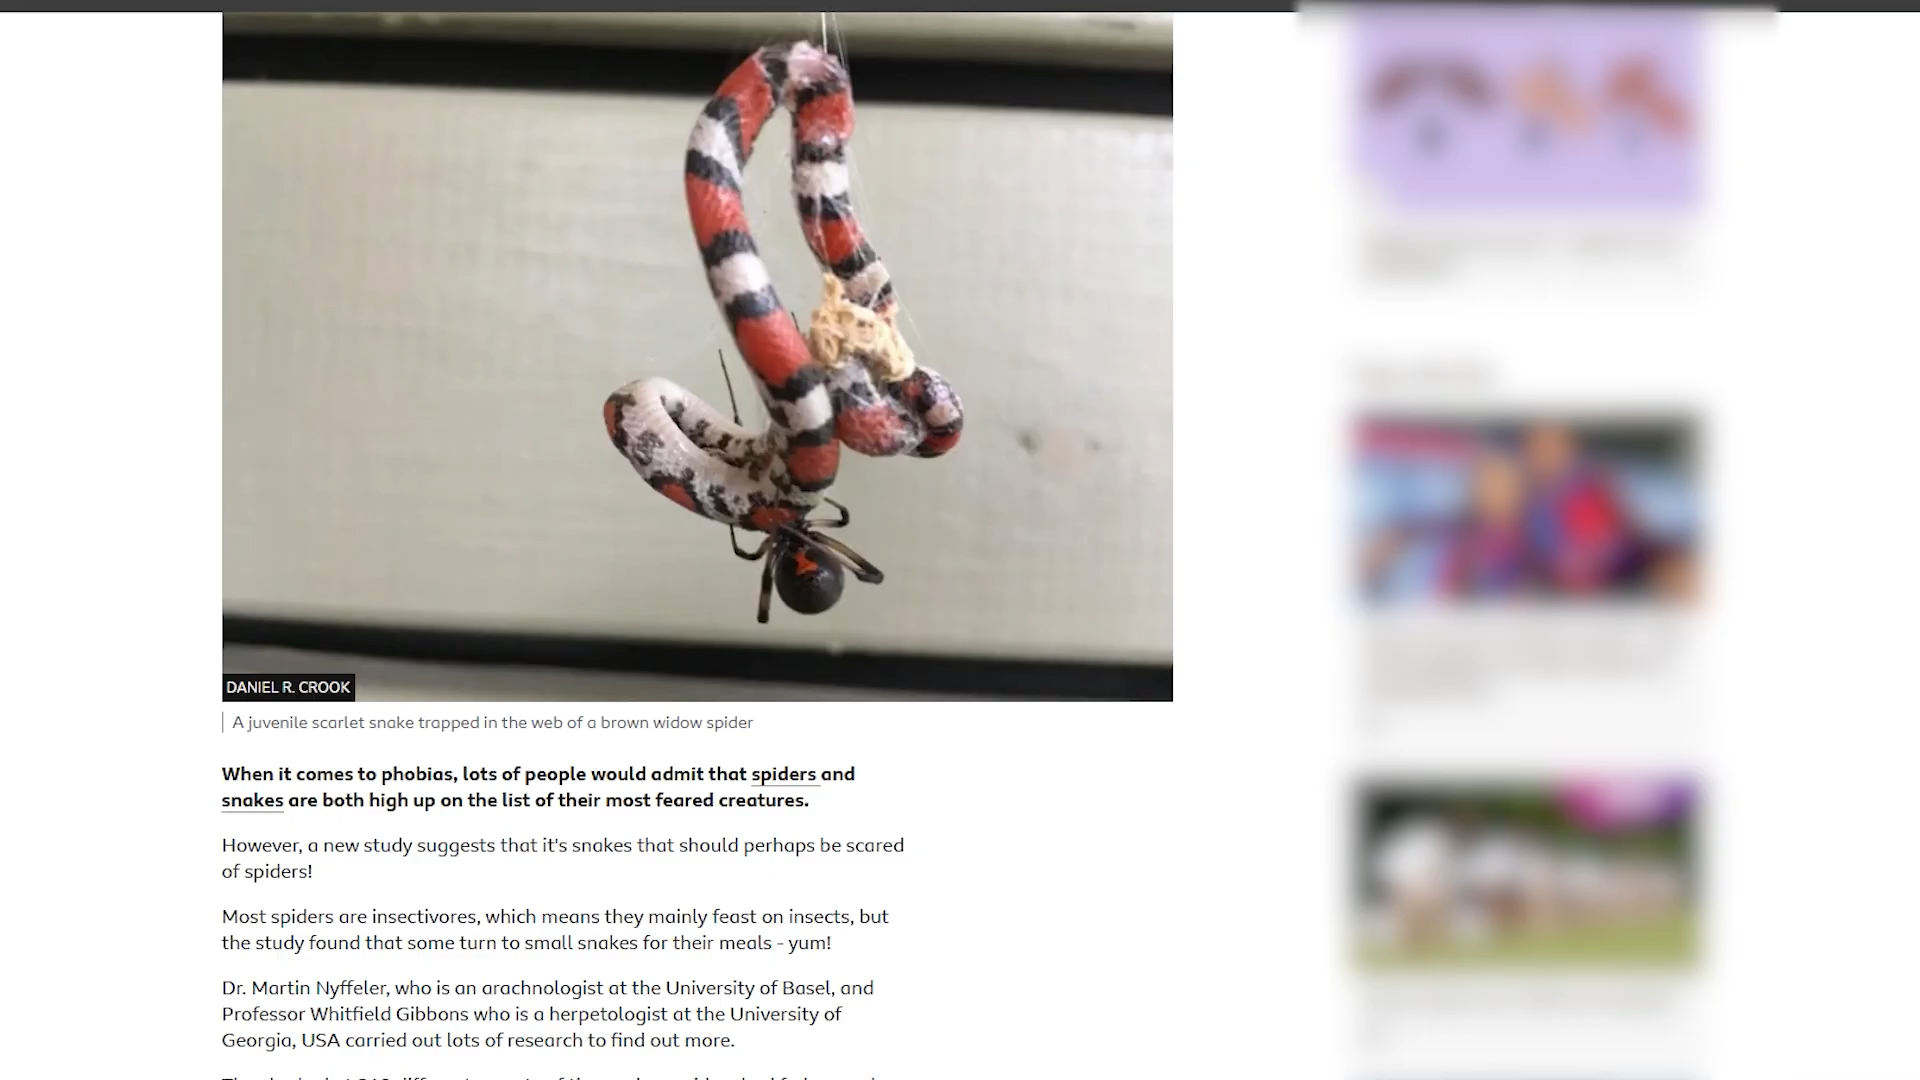 DANIEL R. CROOK
A juvenile scarlet snake trapped in the web of a brown widow spider
When it comes to phobias, lots of people would admit that spiders and
snakes are both high up on the list of their most feared creatures.
However, a new study suggests that it's snakes that should perhaps be scared
of spiders!
Most spiders are insectivores, which means they mainly feast on insects, but
the study found that some turn to small snakes for their meals - yum!
Dr. Martin Nyffeler, who is an arachnologist at the University of Basel, and
Professor Whitfield Gibbons who is a herpetologist at the University of
Georgia, USA carried out lots of research to find out more.